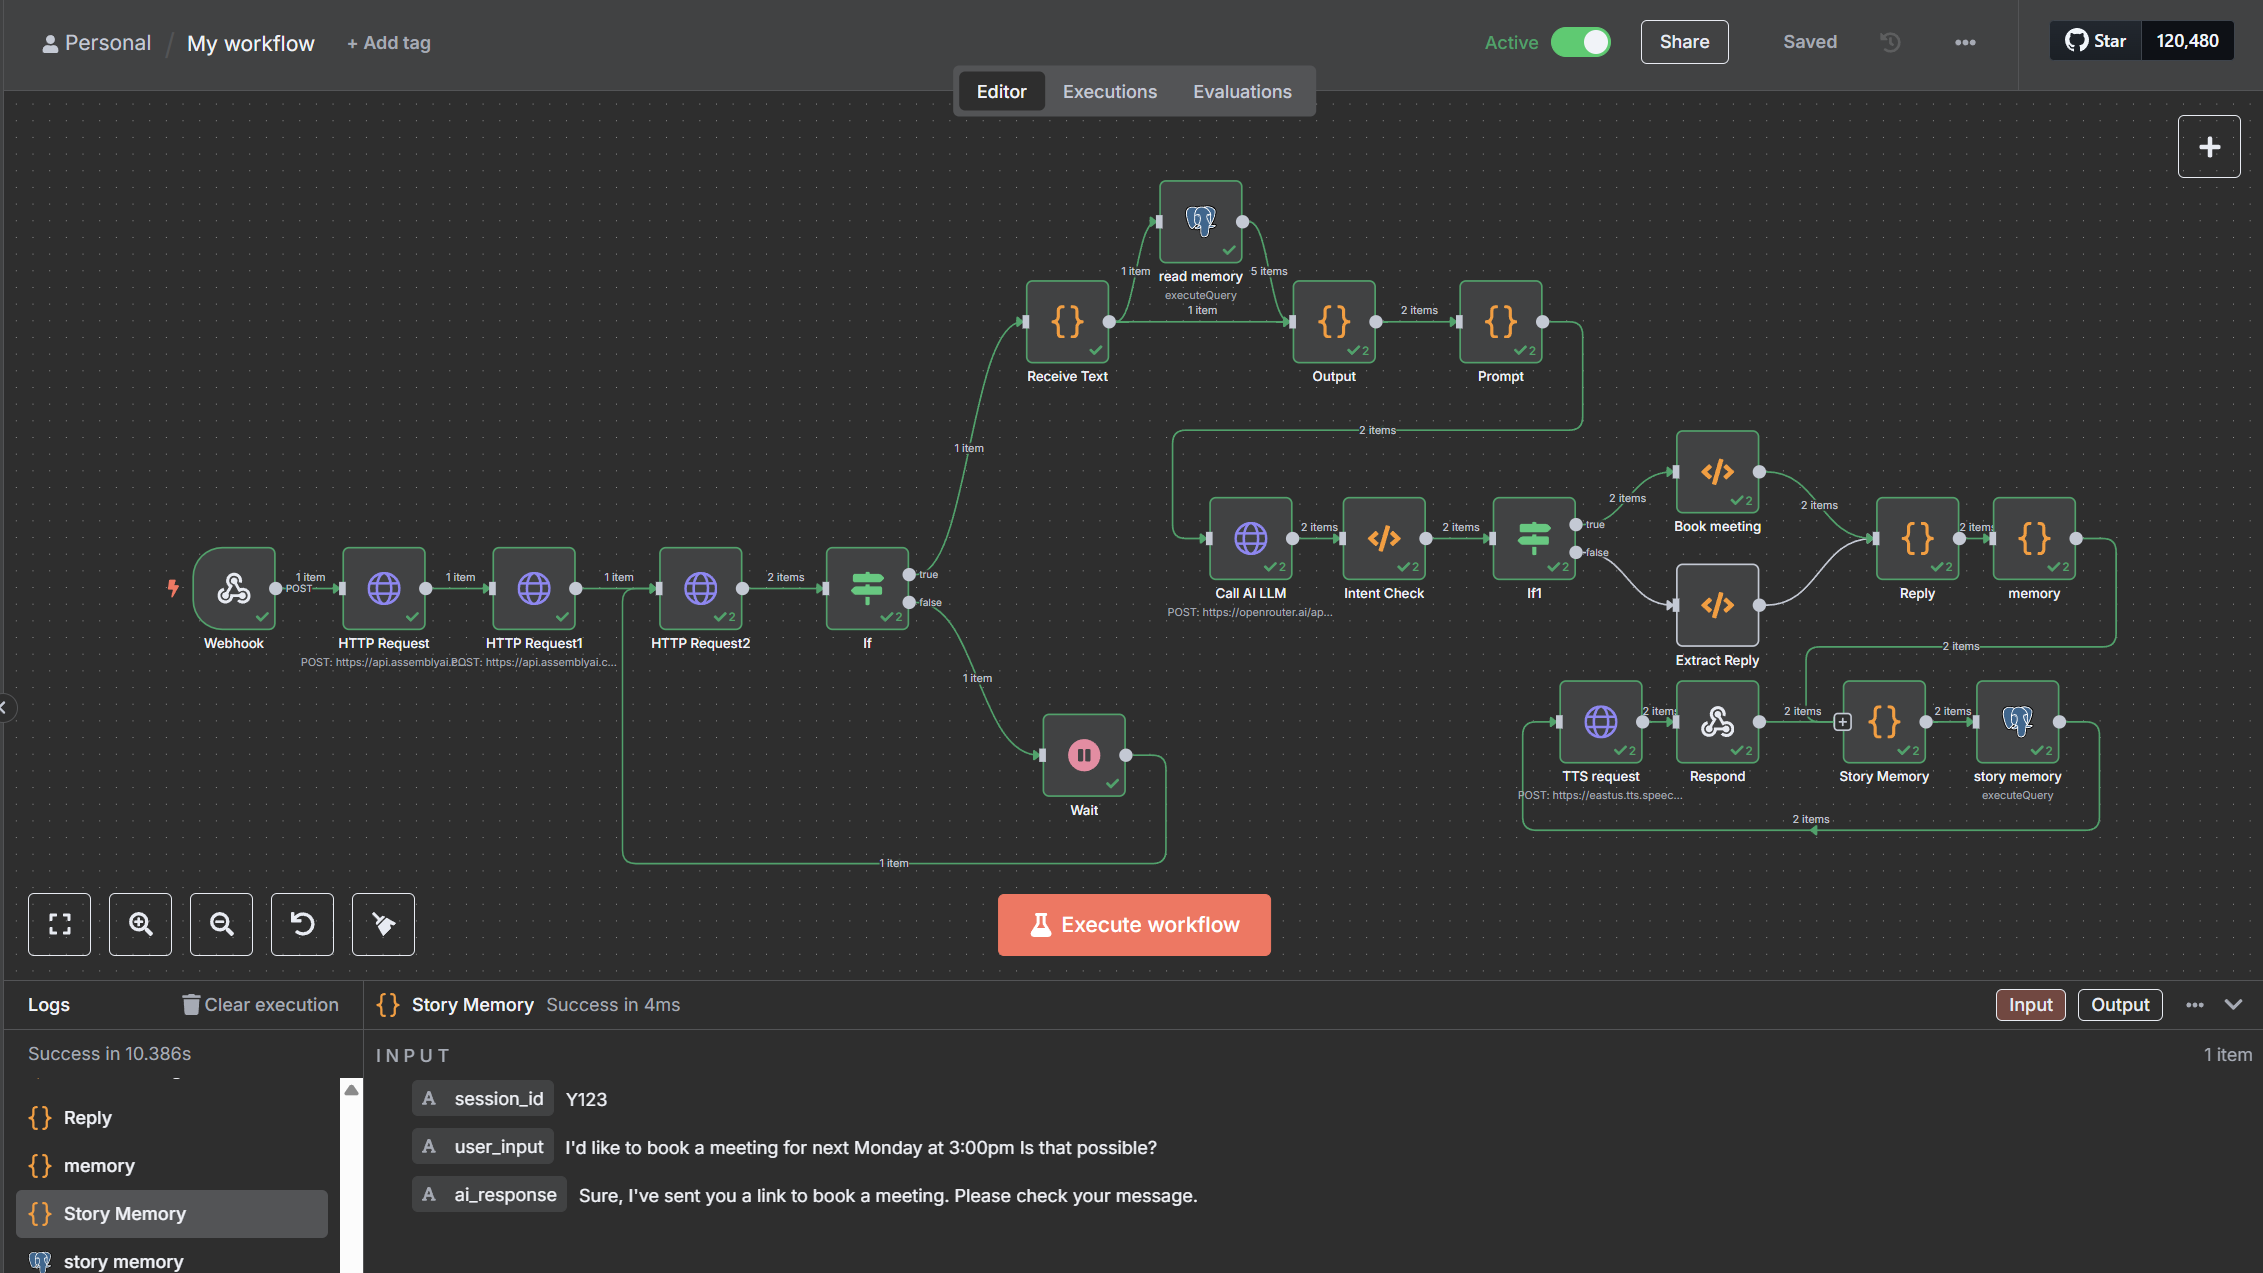 Personal / My workflow + Add tag
Active Share Saved ••• Star 120,480
Editor Executions Evaluations
1 item read memory 5 items
executeQuery
1 item 2 items
Receive Text Output Prompt
2 items
1 item
Book meeting
2 items 2 items
2 items 2 items true 2 items
false
Call AI LLM Intent Check If1 Reply memory
POST: https://openrouter.ai/ap...
Extract Reply
2 items
1 item POST 1 item 1 item 2 items true
false
Webhook HTTP Request HTTP Request1 HTTP Request2 If
POST: https://api.assemblyai.c... POST: https://api.assemblyai.c...
1 item
Wait
1 item
2 items 2 items 2 items
TTS request Respond Story Memory story memory
POST: https://eastus.tts.speec... executeQuery
2 items
Execute workflow
Logs Clear execution
Success in 10.386s
Reply
memory
Story Memory
story memory
Story Memory Success in 4ms Input Output •••
INPUT 1 item
A session_id Y123
A user_input I'd like to book a meeting for next Monday at 3:00pm Is that possible?
A ai_response Sure, I've sent you a link to book a meeting. Please check your message.